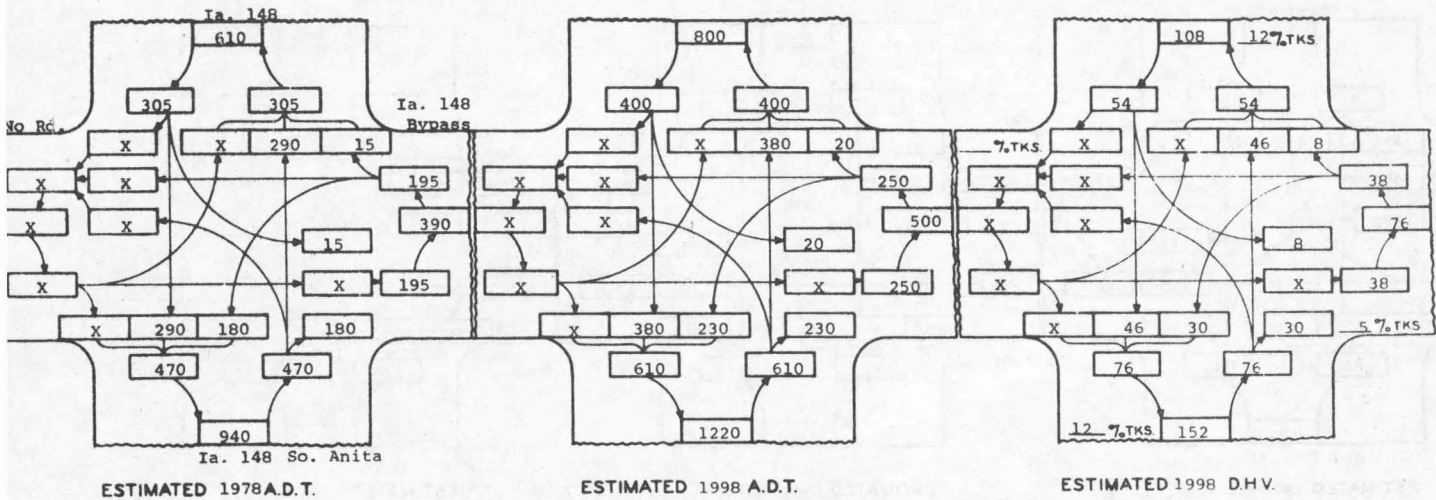 Ia. 148
610
305 305
No Rd.
Ia. 148
Bypass
X X 290 15
X X 195
X X 390
15
X X 195
X 290 180 180
470 470
940
Ia. 148 So. Anita
ESTIMATED 1978 A.D.T.
800
400 400
X X 380 20
X X 250
X X 500
20
X X 250
X 380 230 230
610 610
1220
ESTIMATED 1998 A.D.T.
108 12% TKS.
54 54
% TKS. X X 46 8
X X 38
X X 76
8
X X 38
X 46 30 30 5 % TKS
76 76
12 % TKS. 152
ESTIMATED 1998 D.H.V.